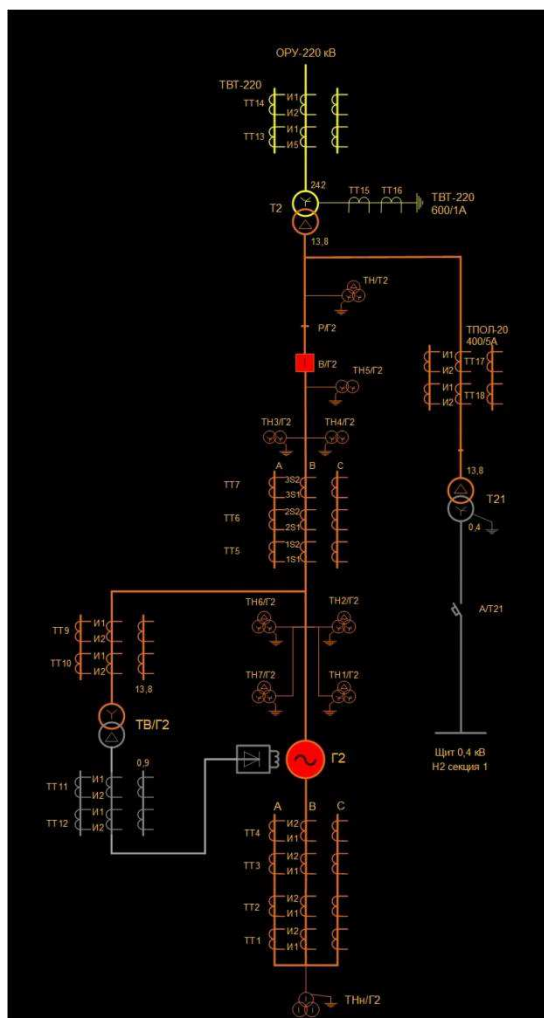 ОРУ-220 кВ
ТВТ-220
ТТ14
И1
И2
ТТ13
И1
И5
242
Т2
ТТ15
ТТ16
ТВТ-220
600/1А
13,8
ТН/Т2
Р/Г2
В/Г2
ТН5/Г2
ТПОЛ-20
400/5А
И1
ТТ17
И2
И1
ТТ18
И2
ТН3/Г2
ТН4/Г2
А
В
С
ТТ7
3S2
3S1
ТТ6
2S2
2S1
ТТ5
1S2
1S1
13,8
Т21
0,4
А/Т21
Щит 0,4 кВ
Н2 секция 1
ТН6/Г2
ТН2/Г2
ТН7/Г2
ТН1/Г2
ТТ9
И1
И2
ТТ10
И1
И2
13,8
ТВ/Г2
Г2
0,9
ТТ11
И1
И2
ТТ12
И1
И2
А
В
С
ТТ4
И2
И1
ТТ3
И2
И1
ТТ2
И2
И1
ТТ1
И2
И1
ТНн/Г2